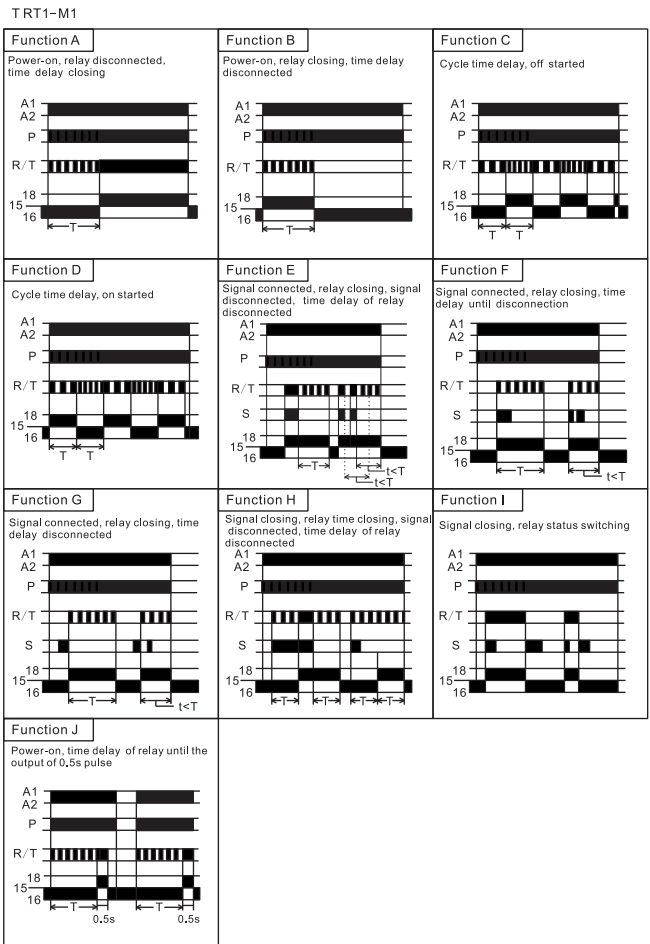 TRT1-M1
Function A
Power-on, relay disconnected,
time delay closing
A1
A2
P
R/T
18
15
16
T
Function B
Power-on, relay closing, time delay
disconnected
A1
A2
P
R/T
18
15
16
T
Function C
Cycle time delay, off started
A1
A2
P
R/T
18
15
16
T T
Function D
Cycle time delay, on started
A1
A2
P
R/T
18
15
16
T T
Function E
Signal connected, relay closing, signal
disconnected, time delay of relay
disconnected
A1
A2
P
R/T
S
18
15
16
T
t<T
t<T
Function F
Signal connected, relay closing, time
delay until disconnection
A1
A2
P
R/T
S
18
15
16
T
t<T
Function G
Signal connected, relay closing, time
delay disconnected
A1
A2
P
R/T
S
18
15
16
T
t<T
Function H
Signal closing, relay time closing, signal
disconnected, time delay of relay
disconnected
A1
A2
P
R/T
S
18
15
16
T T T T
Function I
Signal closing, relay status switching
A1
A2
P
R/T
S
18
15
16
Function J
Power-on, time delay of relay until the
output of 0.5s pulse
A1
A2
P
R/T
18
15
16
T T
0.5s 0.5s